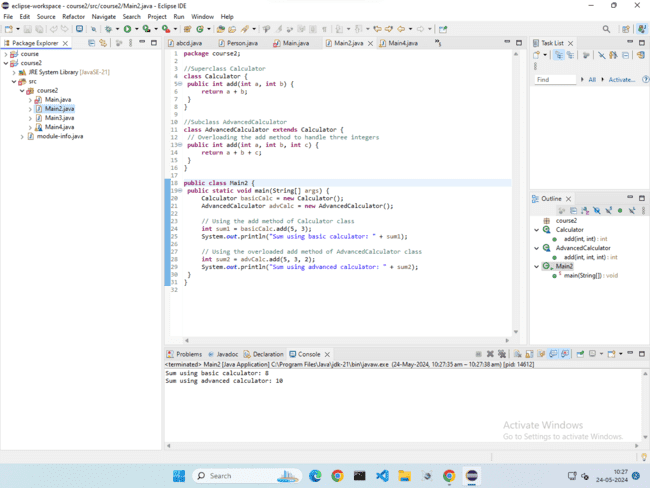 eclipse-workspace - course2/src/course2/Main2.java - Eclipse IDE
File Edit Source Refactor Navigate Search Project Run Window Help
Package Explorer
course
course2
JRE System Library [JavaSE-21]
src
course2
Main.java
Main2.java
Main3.java
Main4.java
module-info.java
abcd.java Person.java Main.java Main2.java Main4.java
1 package course2;
2
3 //Superclass Calculator
4 class Calculator {
5 public int add(int a, int b) {
6 return a + b;
7 }
8 }
9
10 //Subclass AdvancedCalculator
11 class AdvancedCalculator extends Calculator {
12 // Overloading the add method to handle three integers
13 public int add(int a, int b, int c) {
14 return a + b + c;
15 }
16 }
17
18 public class Main2 {
19 public static void main(String[] args) {
20 Calculator basicCalc = new Calculator();
21 AdvancedCalculator advCalc = new AdvancedCalculator();
22
23 // Using the add method of Calculator class
24 int sum1 = basicCalc.add(5, 3);
25 System.out.println("Sum using basic calculator: " + sum1);
26
27 // Using the overloaded add method of AdvancedCalculator class
28 int sum2 = advCalc.add(5, 3, 2);
29 System.out.println("Sum using advanced calculator: " + sum2);
30 }
31 }
32
Task List
Find All Activate...
Outline
course2
Calculator
add(int, int) : int
AdvancedCalculator
add(int, int, int) : int
Main2
main(String[]) : void
Problems Javadoc Declaration Console
<terminated> Main2 [Java Application] C:\Program Files\Java\jdk-21\bin\javaw.exe (24-May-2024, 10:27:35 am – 10:27:38 am) [pid: 14612]
Sum using basic calculator: 8
Sum using advanced calculator: 10
Activate Windows
Go to Settings to activate Windows.
Search
10:27
24-05-2024